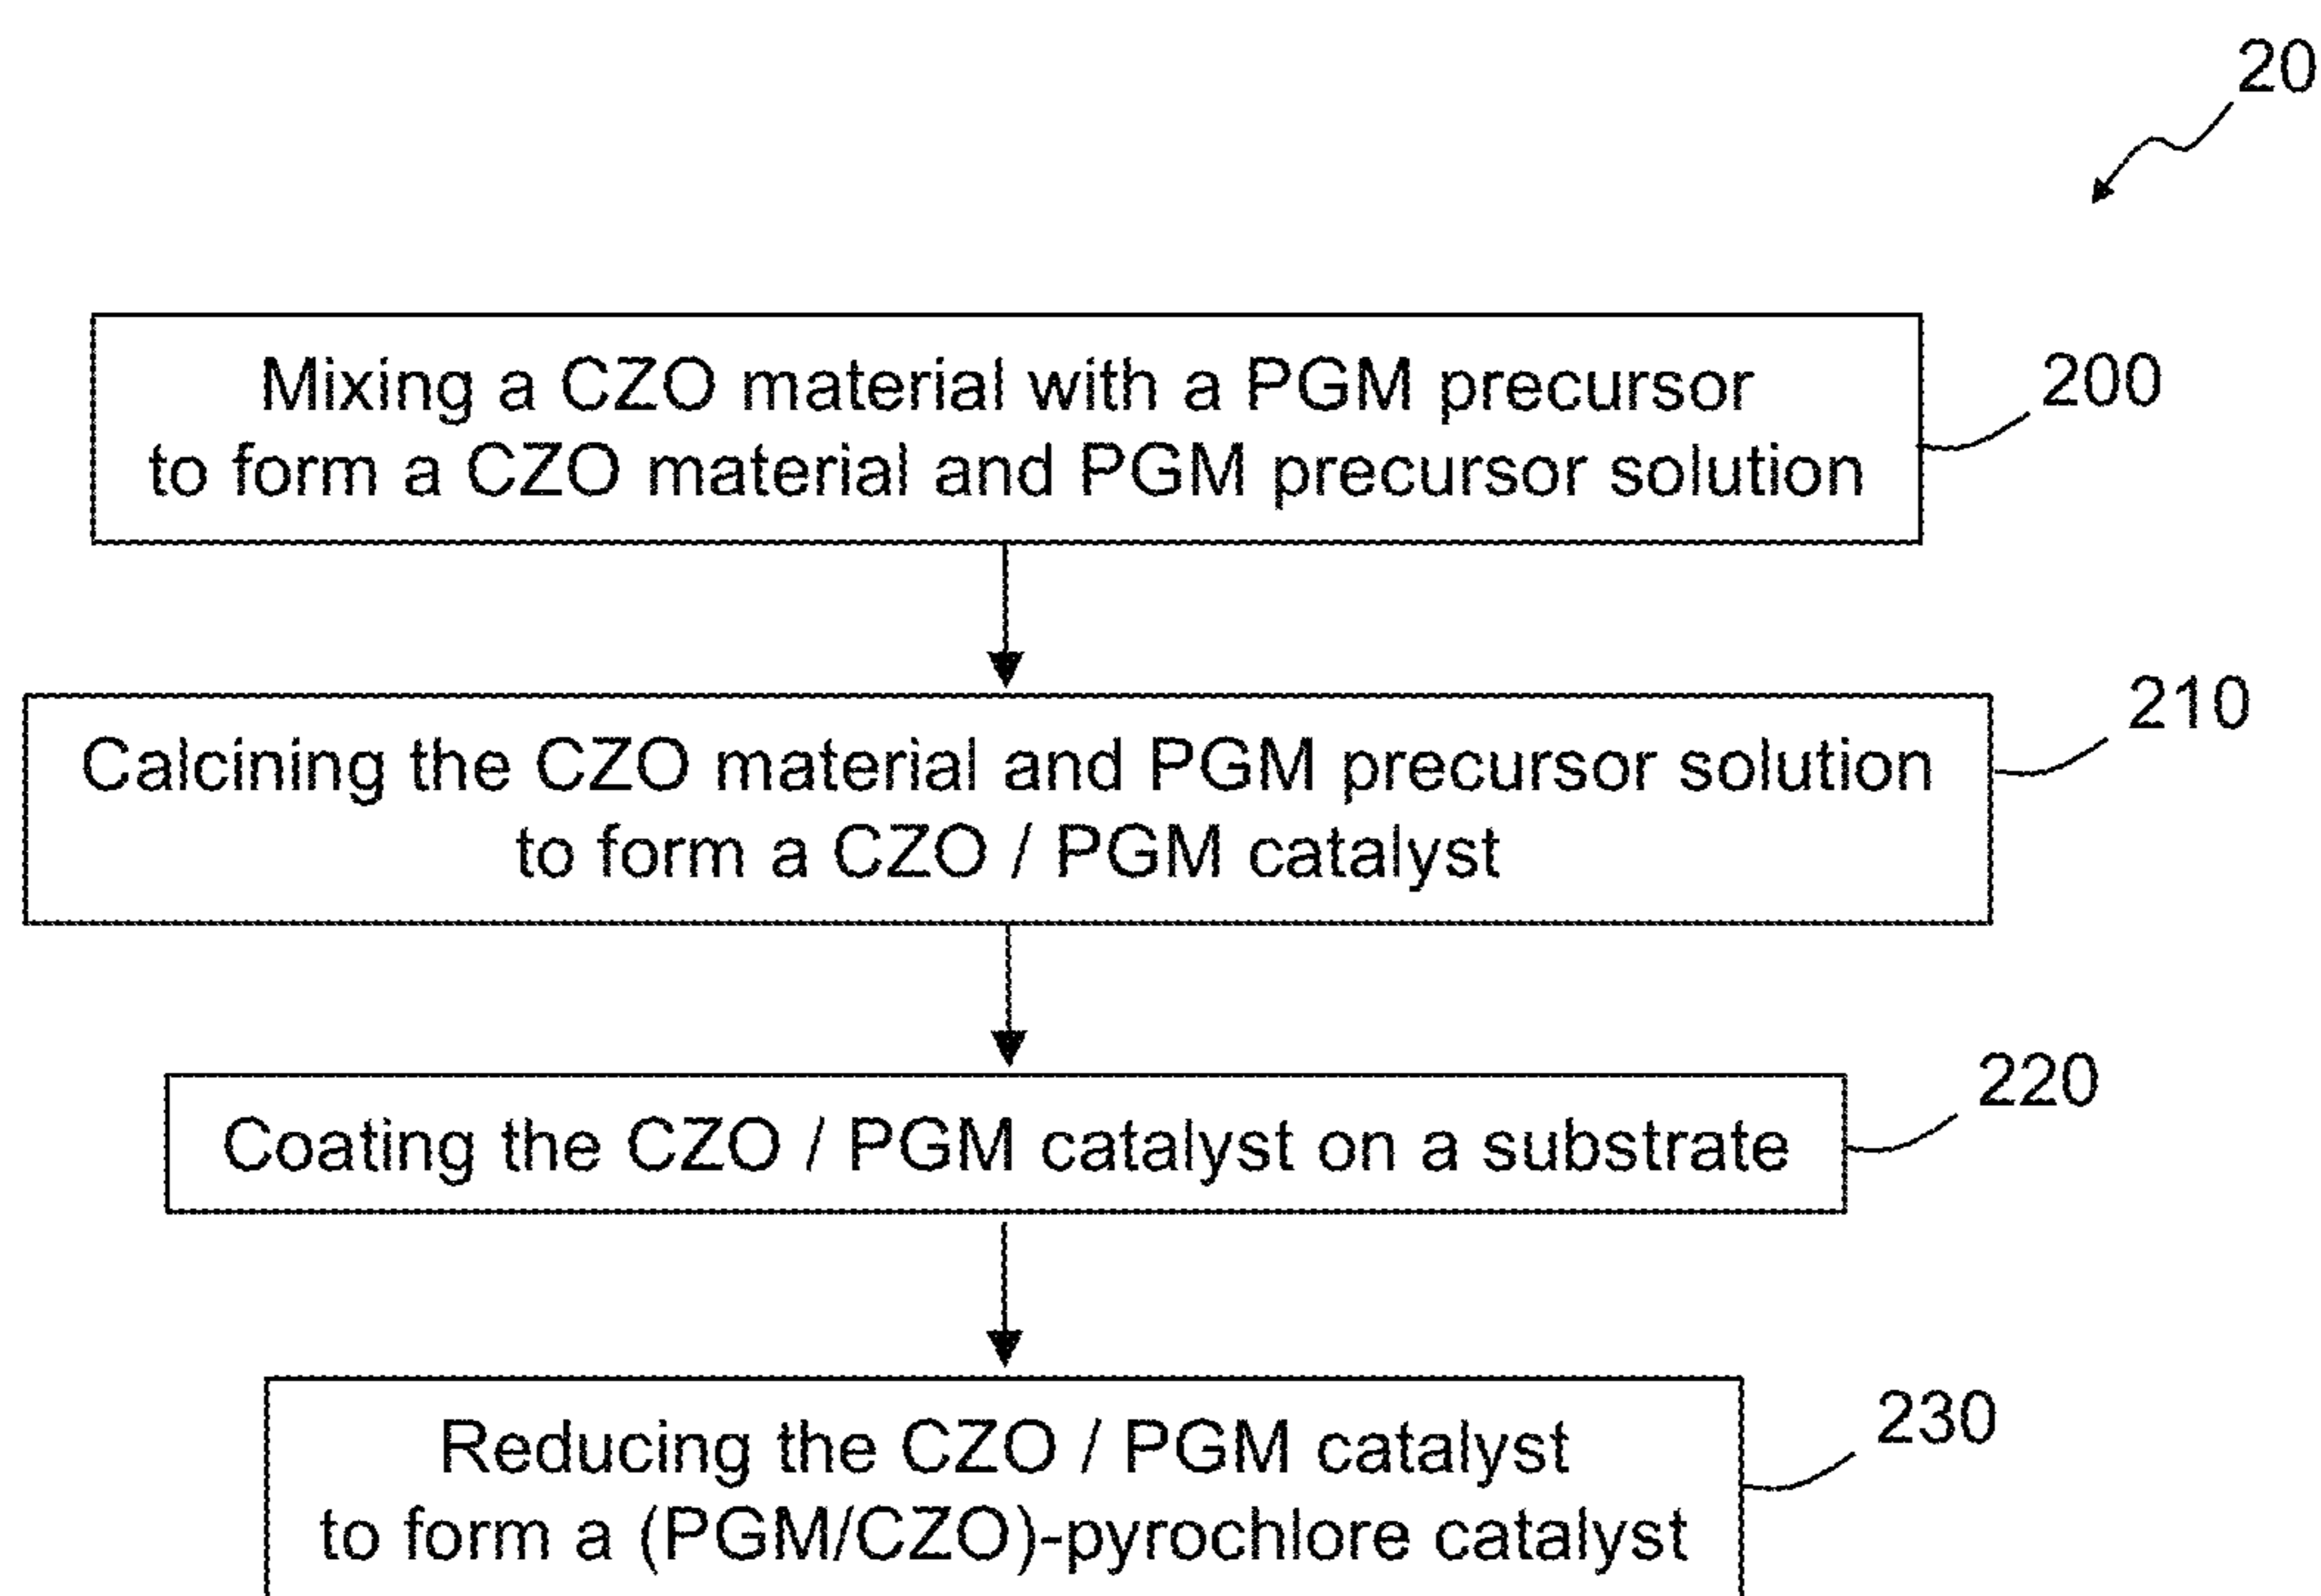 20
Mixing a CZO material with a PGM precursor
to form a CZO material and PGM precursor solution
200
Calcining the CZO material and PGM precursor solution
to form a CZO / PGM catalyst
210
Coating the CZO / PGM catalyst on a substrate
220
Reducing the CZO / PGM catalyst
to form a (PGM/CZO)-pyrochlore catalyst
230